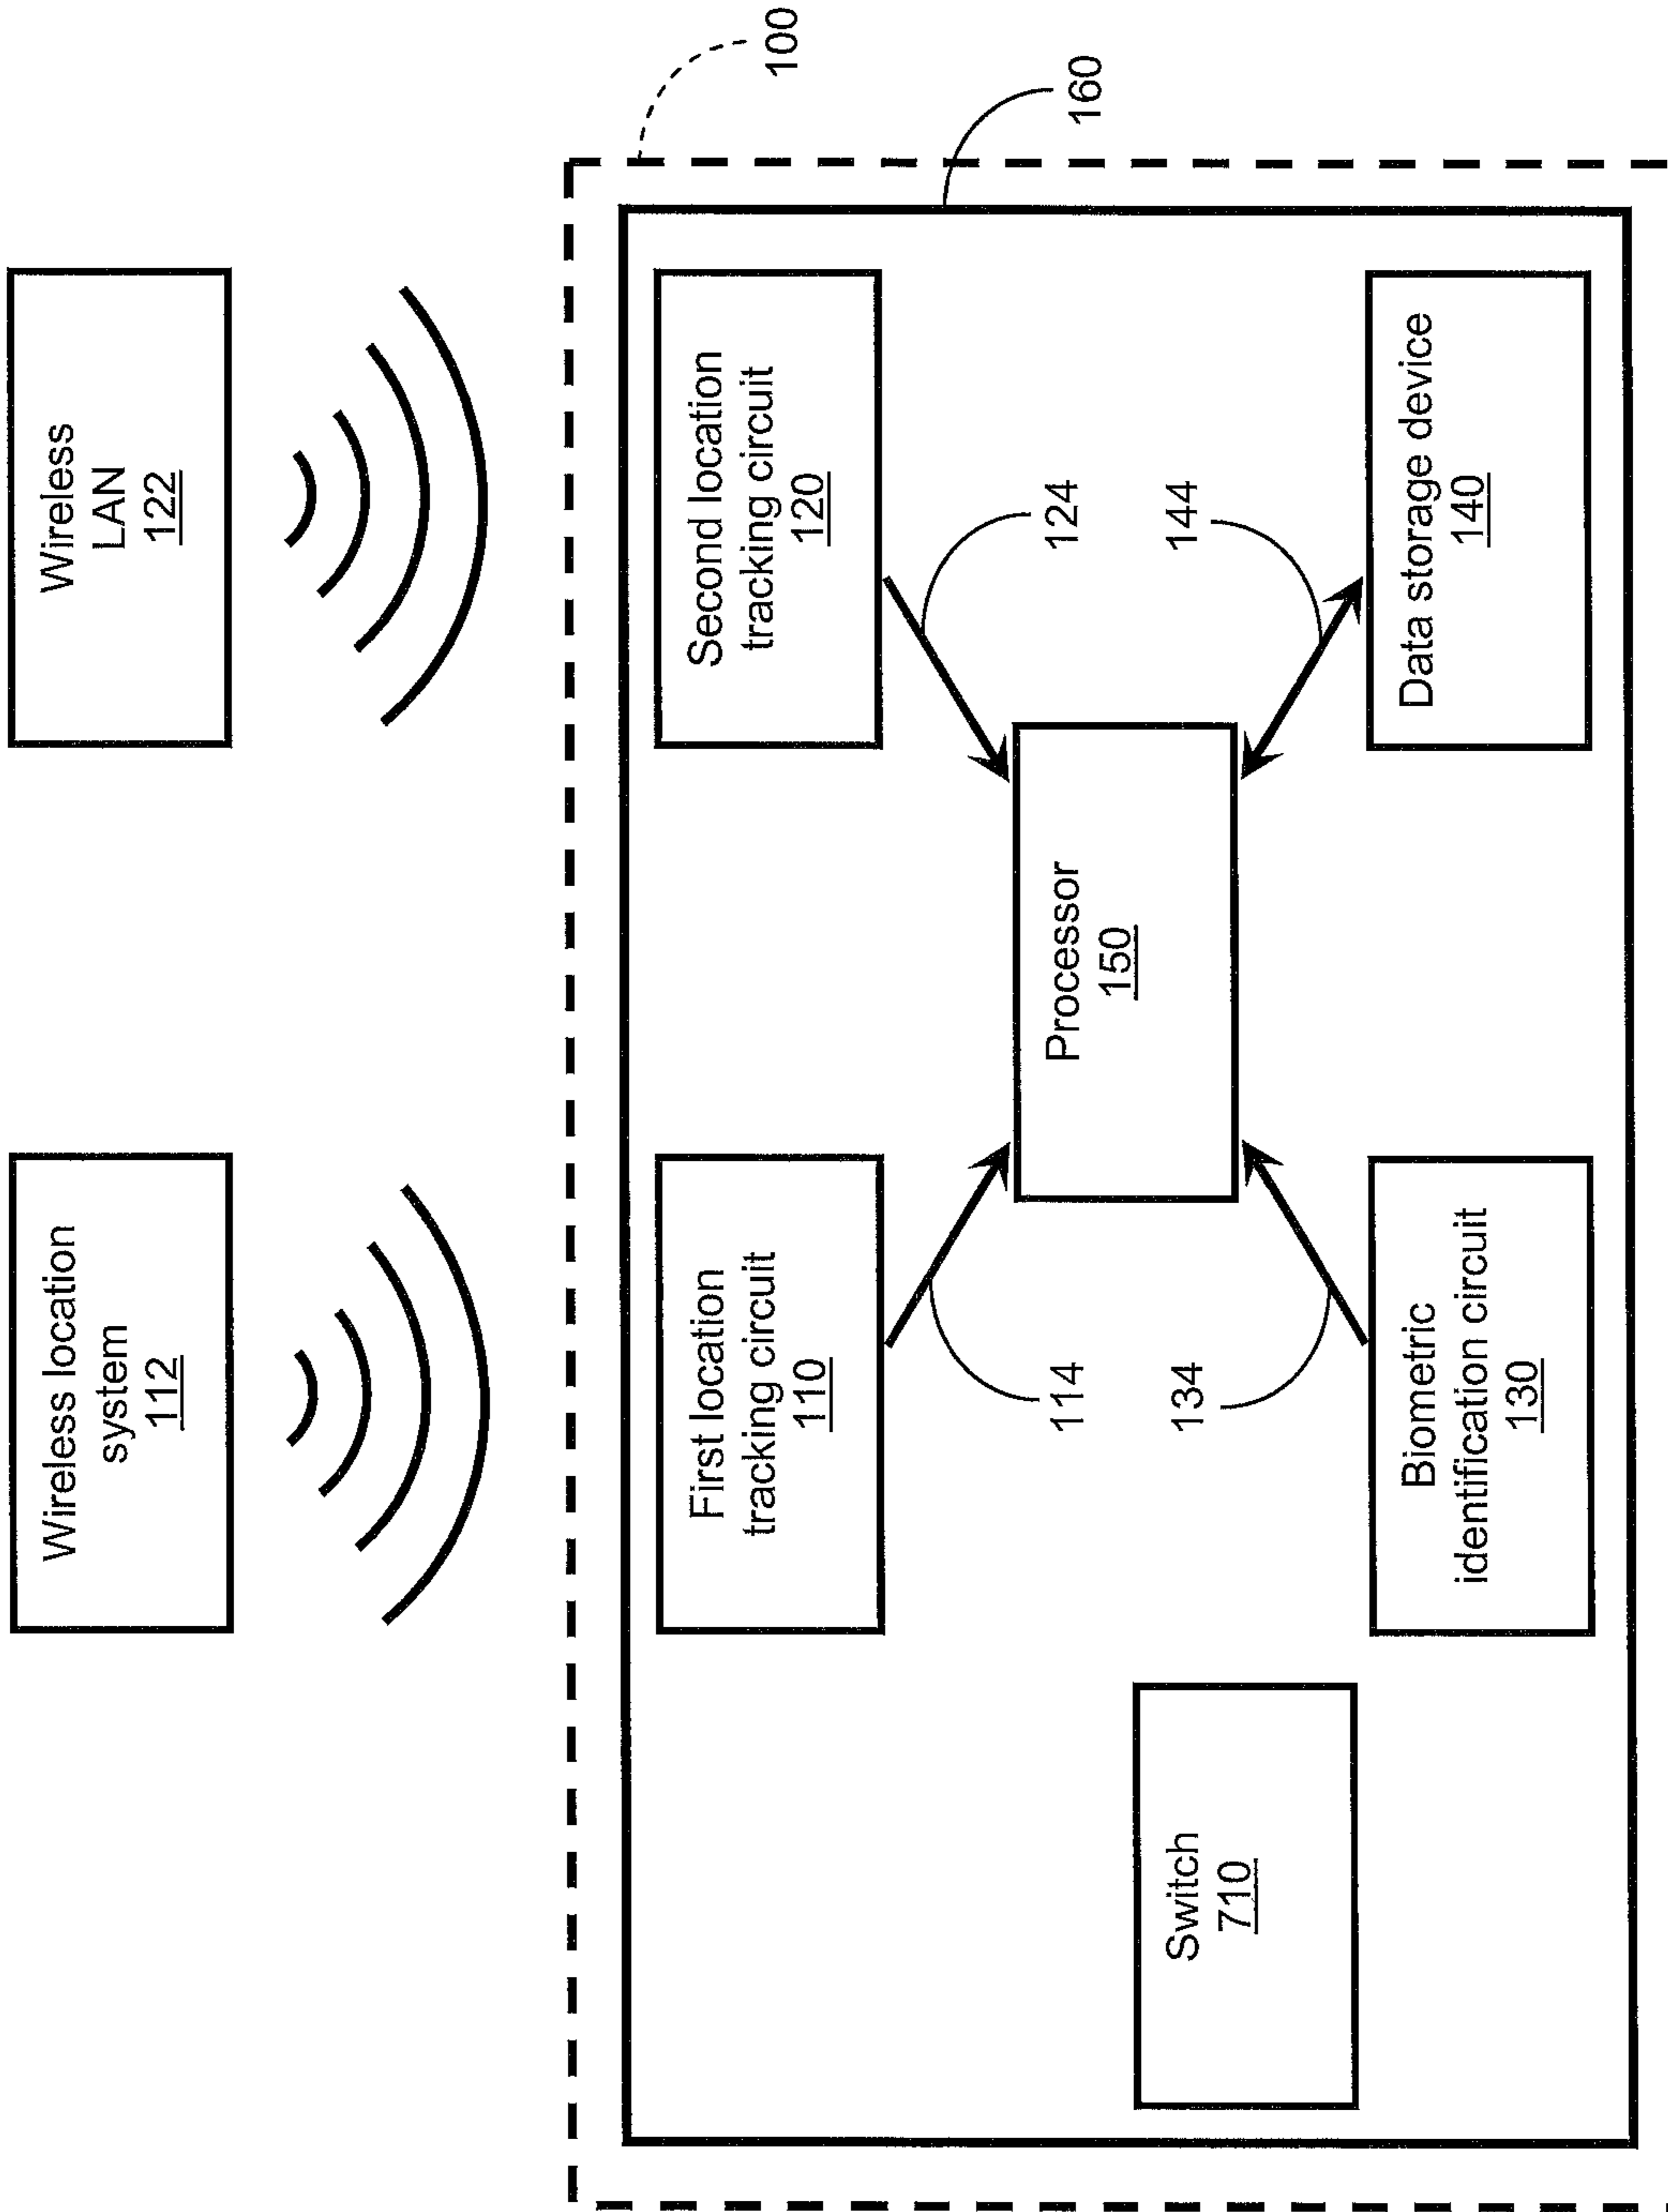 Wireless location
system
112
Wireless
LAN
122
100
160
First location
tracking circuit
110
Second location
tracking circuit
120
114
124
Processor
150
134
144
Switch
710
Biometric
identification circuit
130
Data storage device
140